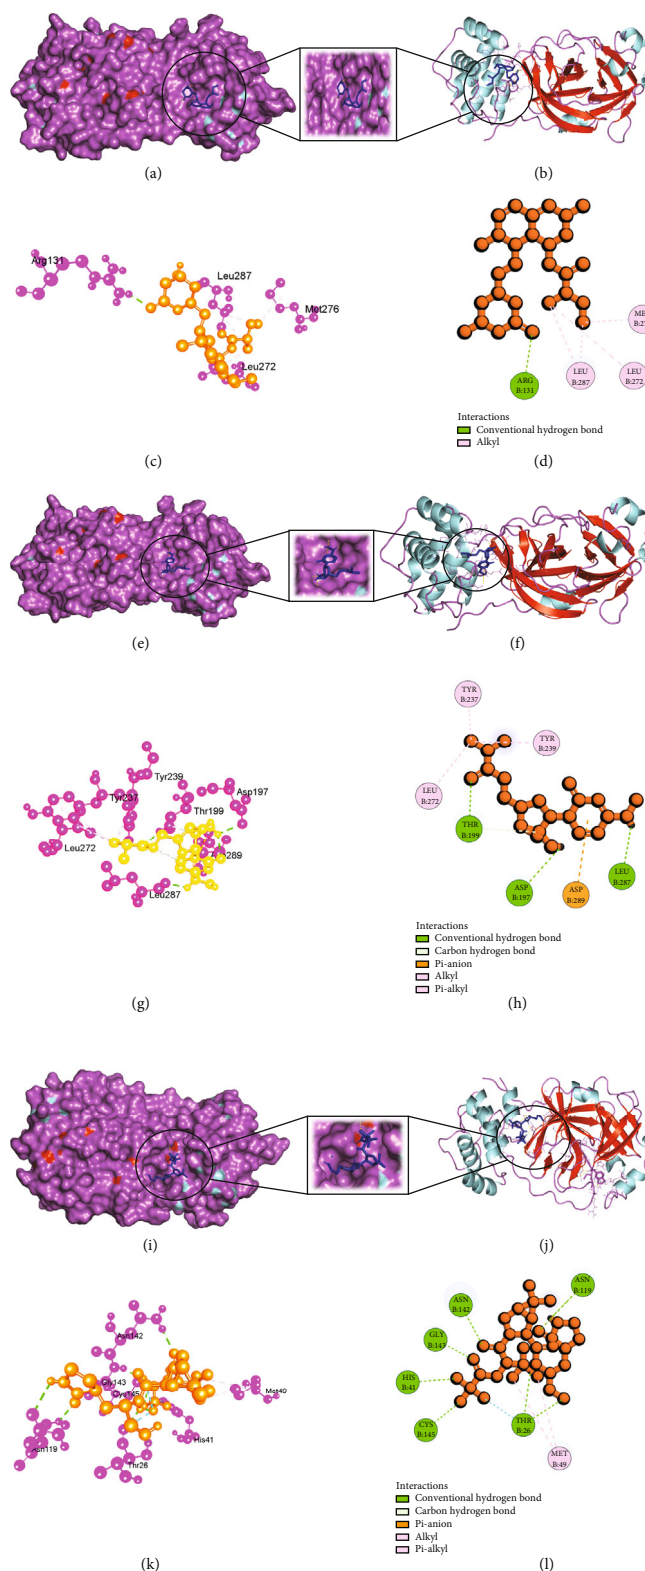 (a)
(b)
Arg131
Leu287
Met276
Leu272
(c)
MET
LEU
B:287
LEU
B:272
ARG
B:131
Interactions
Conventional hydrogen bond
Alkyl
(d)
(e)
(f)
Tyr239
Tyr237
Asp197
Thr199
289
Leu272
Leu287
(g)
TYR
B:237
TYR
B:239
LEU
B:272
THR
B:199
ASP
B:197
ASP
B:289
LEU
B:287
Interactions
Conventional hydrogen bond
Carbon hydrogen bond
Pi-anion
Alkyl
Pi-alkyl
(h)
(i)
(j)
Asn142
Gly143
Cys145
Met49
Asn119
His41
Thr26
(k)
ASN
B:119
ASN
B:142
GLY
B:143
HIS
B:41
CYS
B:145
THR
B:26
MET
B:49
Interactions
Conventional hydrogen bond
Carbon hydrogen bond
Pi-anion
Alkyl
Pi-alkyl
(l)